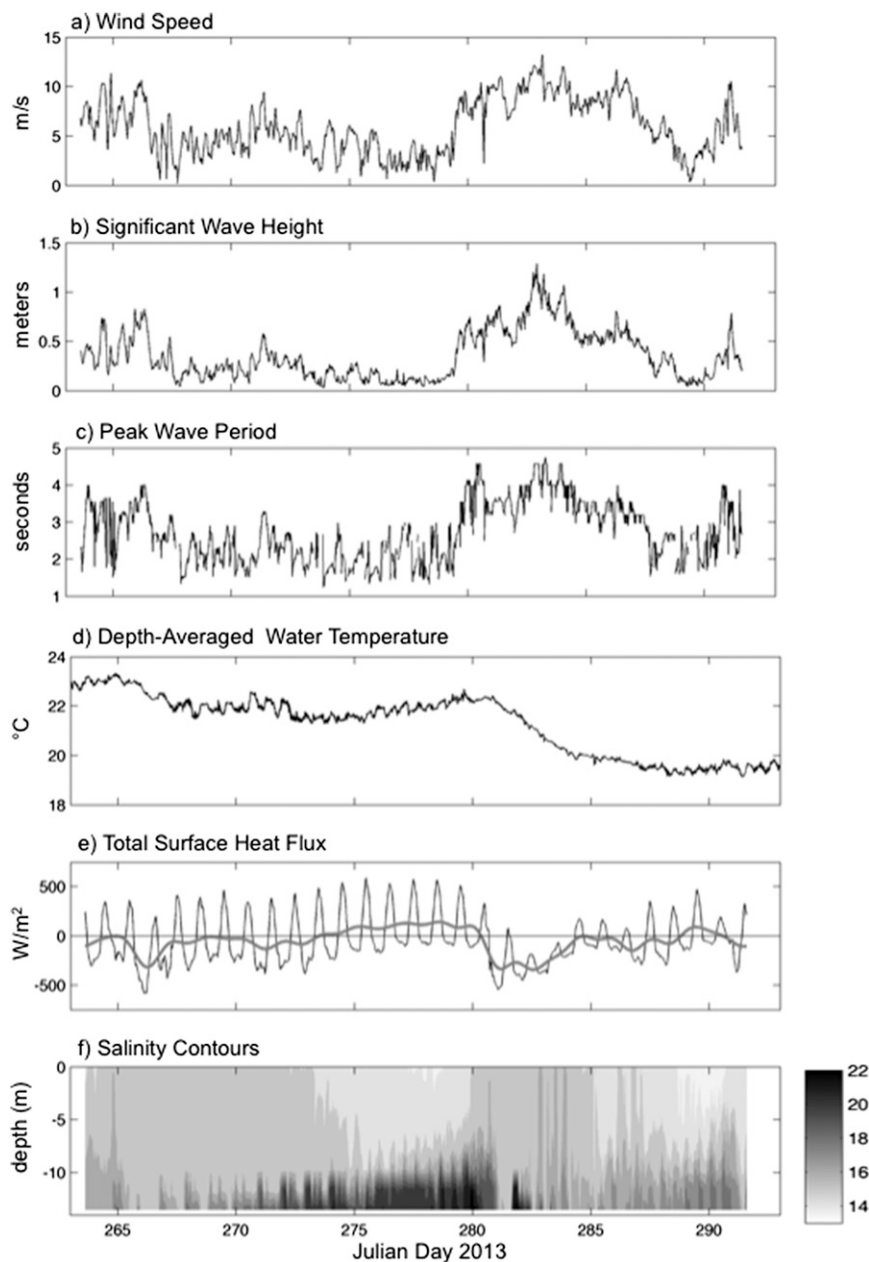 a) Wind Speed
15
10
5
0
m/s
b) Significant Wave Height
1.5
1
0.5
0
meters
c) Peak Wave Period
5
4
3
2
1
seconds
d) Depth-Averaged Water Temperature
24
22
20
18
°C
e) Total Surface Heat Flux
500
0
-500
W/m²
f) Salinity Contours
0
-5
-10
depth (m)
22
20
18
16
14
265 270 275 280 285 290
Julian Day 2013